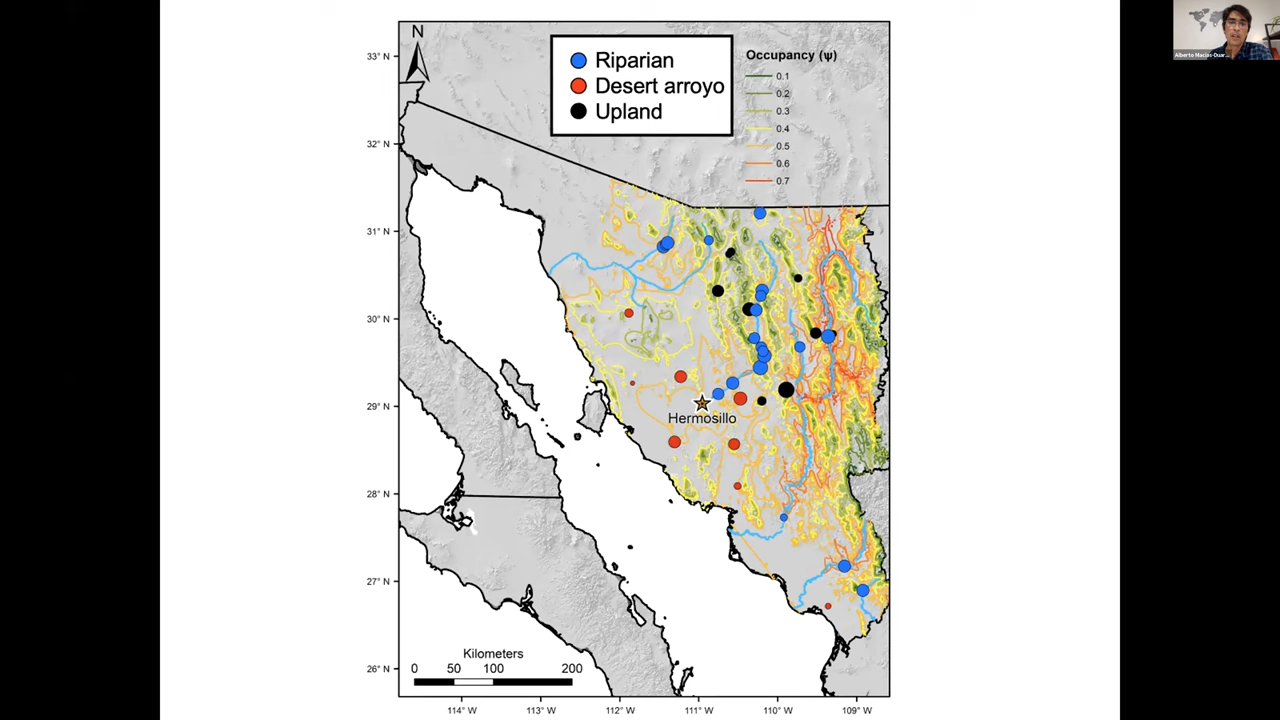 N
Riparian
Desert arroyo
Upland
Occupancy (ψ)
0.1
0.2
0.3
0.4
0.5
0.6
0.7
33° N
32° N
31° N
30° N
29° N
28° N
27° N
26° N
Hermosillo
Kilometers
0 50 100 200
114° W 113° W 112° W 111° W 110° W 109° W